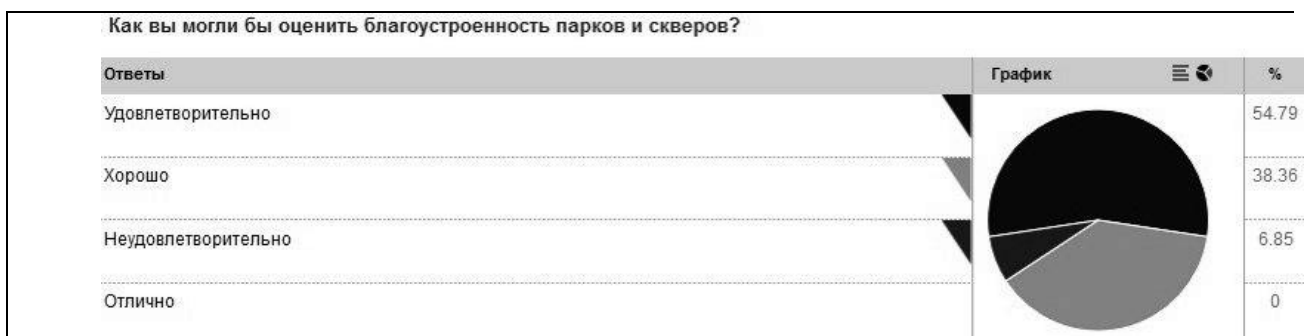 Как вы могли бы оценить благоустроенность парков и скверов?
Ответы График %
Удовлетворительно 54.79
Хорошо 38.36
Неудовлетворительно 6.85
Отлично 0